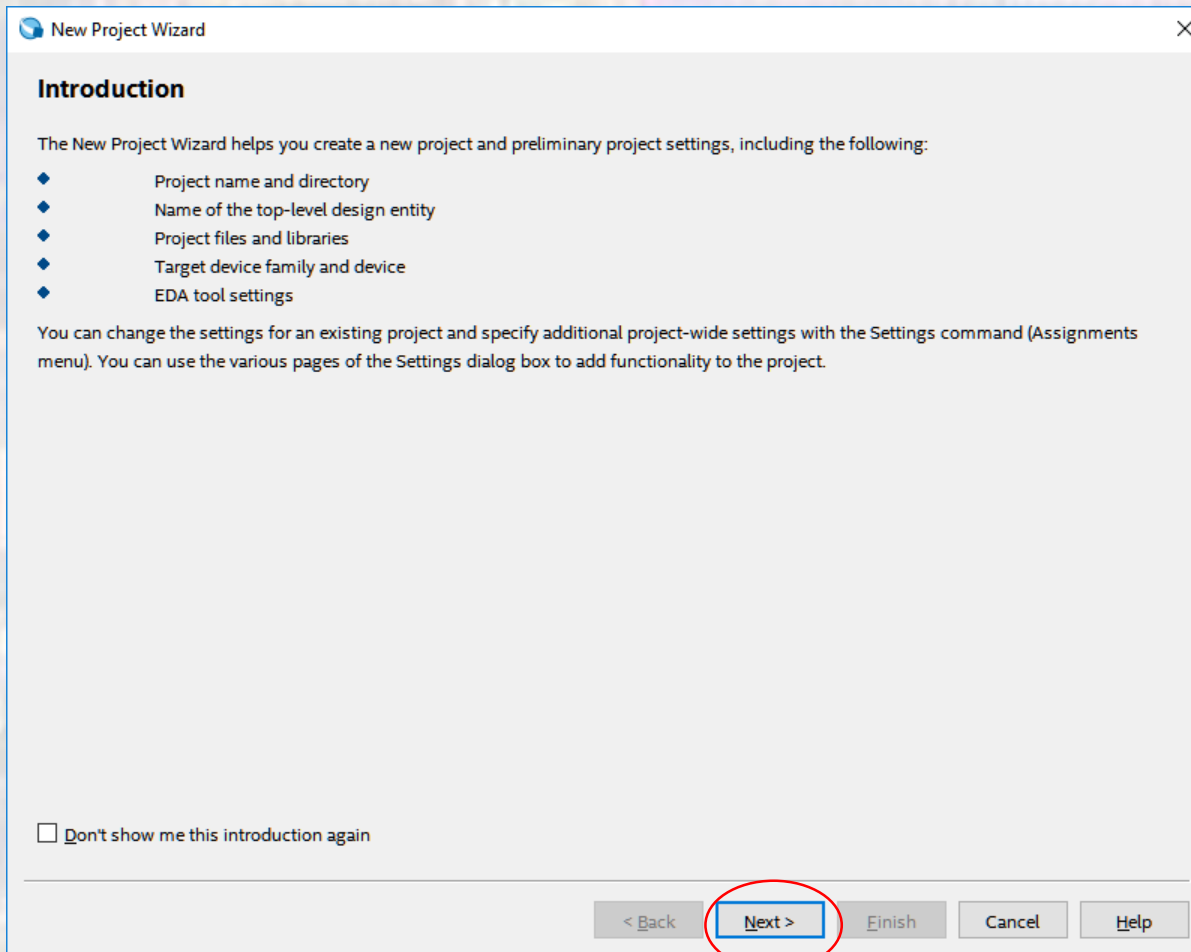 New Project Wizard
Introduction
The New Project Wizard helps you create a new project and preliminary project settings, including the following:
Project name and directory
Name of the top-level design entity
Project files and libraries
Target device family and device
EDA tool settings
You can change the settings for an existing project and specify additional project-wide settings with the Settings command (Assignments
menu). You can use the various pages of the Settings dialog box to add functionality to the project.
Don't show me this introduction again
< Back Next > Finish Cancel Help